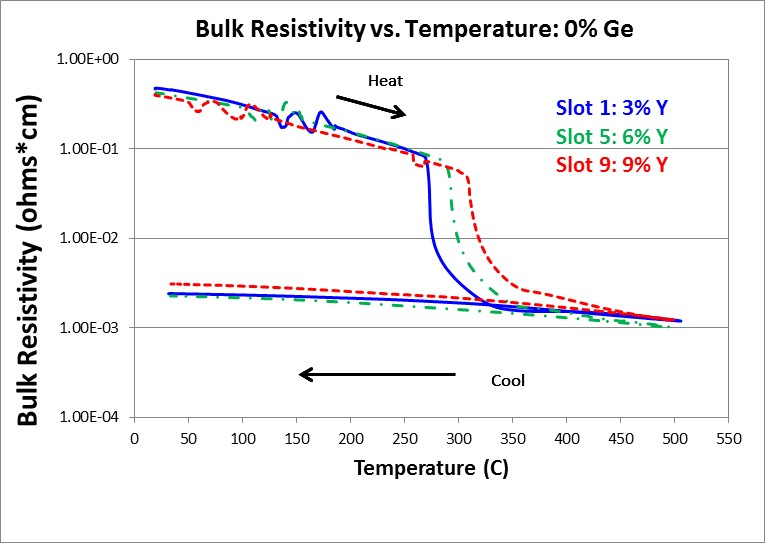 Bulk Resistivity vs. Temperature: 0% Ge
1.00E+00
1.00E-01
1.00E-02
1.00E-03
1.00E-04
Bulk Resistivity (ohms*cm)
Heat
Slot 1: 3% Y
Slot 5: 6% Y
Slot 9: 9% Y
Cool
0 50 100 150 200 250 300 350 400 450 500 550
Temperature (C)